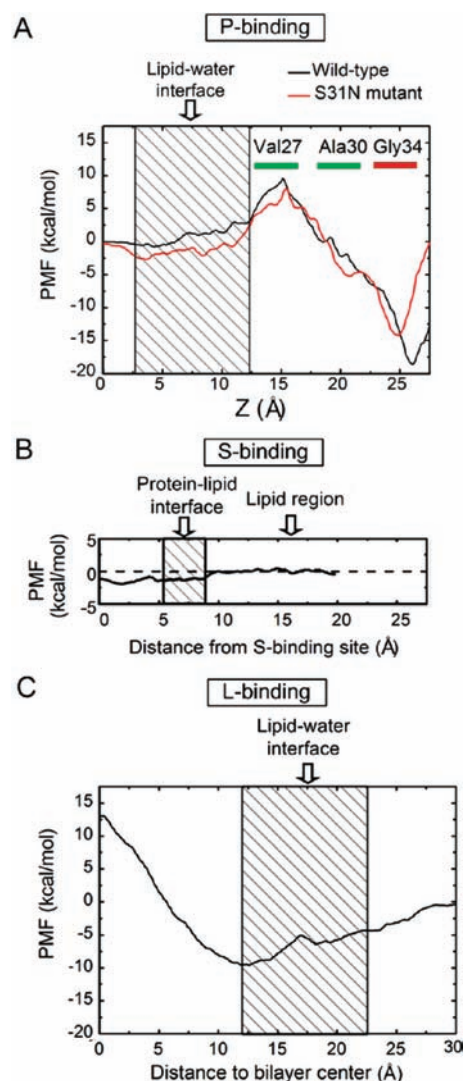 A
P-binding
Lipid-water
interface
Wild-type
S31N mutant
Val27 Ala30 Gly34
PMF (kcal/mol)
15
10
5
0
-5
-10
-15
-20
0 5 10 15 20 25
Z (Å)
B
S-binding
Protein-lipid
interface
Lipid region
PMF
(kcal/mol)
5
0
-5
0 5 10 15 20 25
Distance from S-binding site (Å)
C
L-binding
Lipid-water
interface
PMF (kcal/mol)
15
10
5
0
-5
-10
-15
-20
0 5 10 15 20 25 30
Distance to bilayer center (Å)